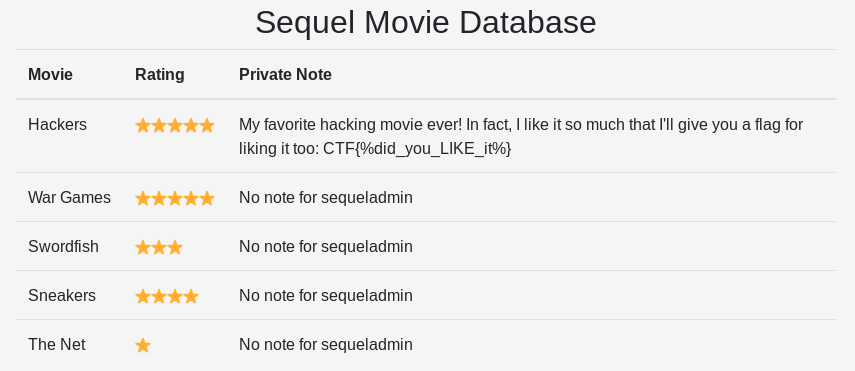 Sequel Movie Database
Movie Rating Private Note
Hackers My favorite hacking movie ever! In fact, I like it so much that I'll give you a flag for
liking it too: CTF{%did_you_LIKE_it%}
War Games No note for sequeladmin
Swordfish No note for sequeladmin
Sneakers No note for sequeladmin
The Net No note for sequeladmin